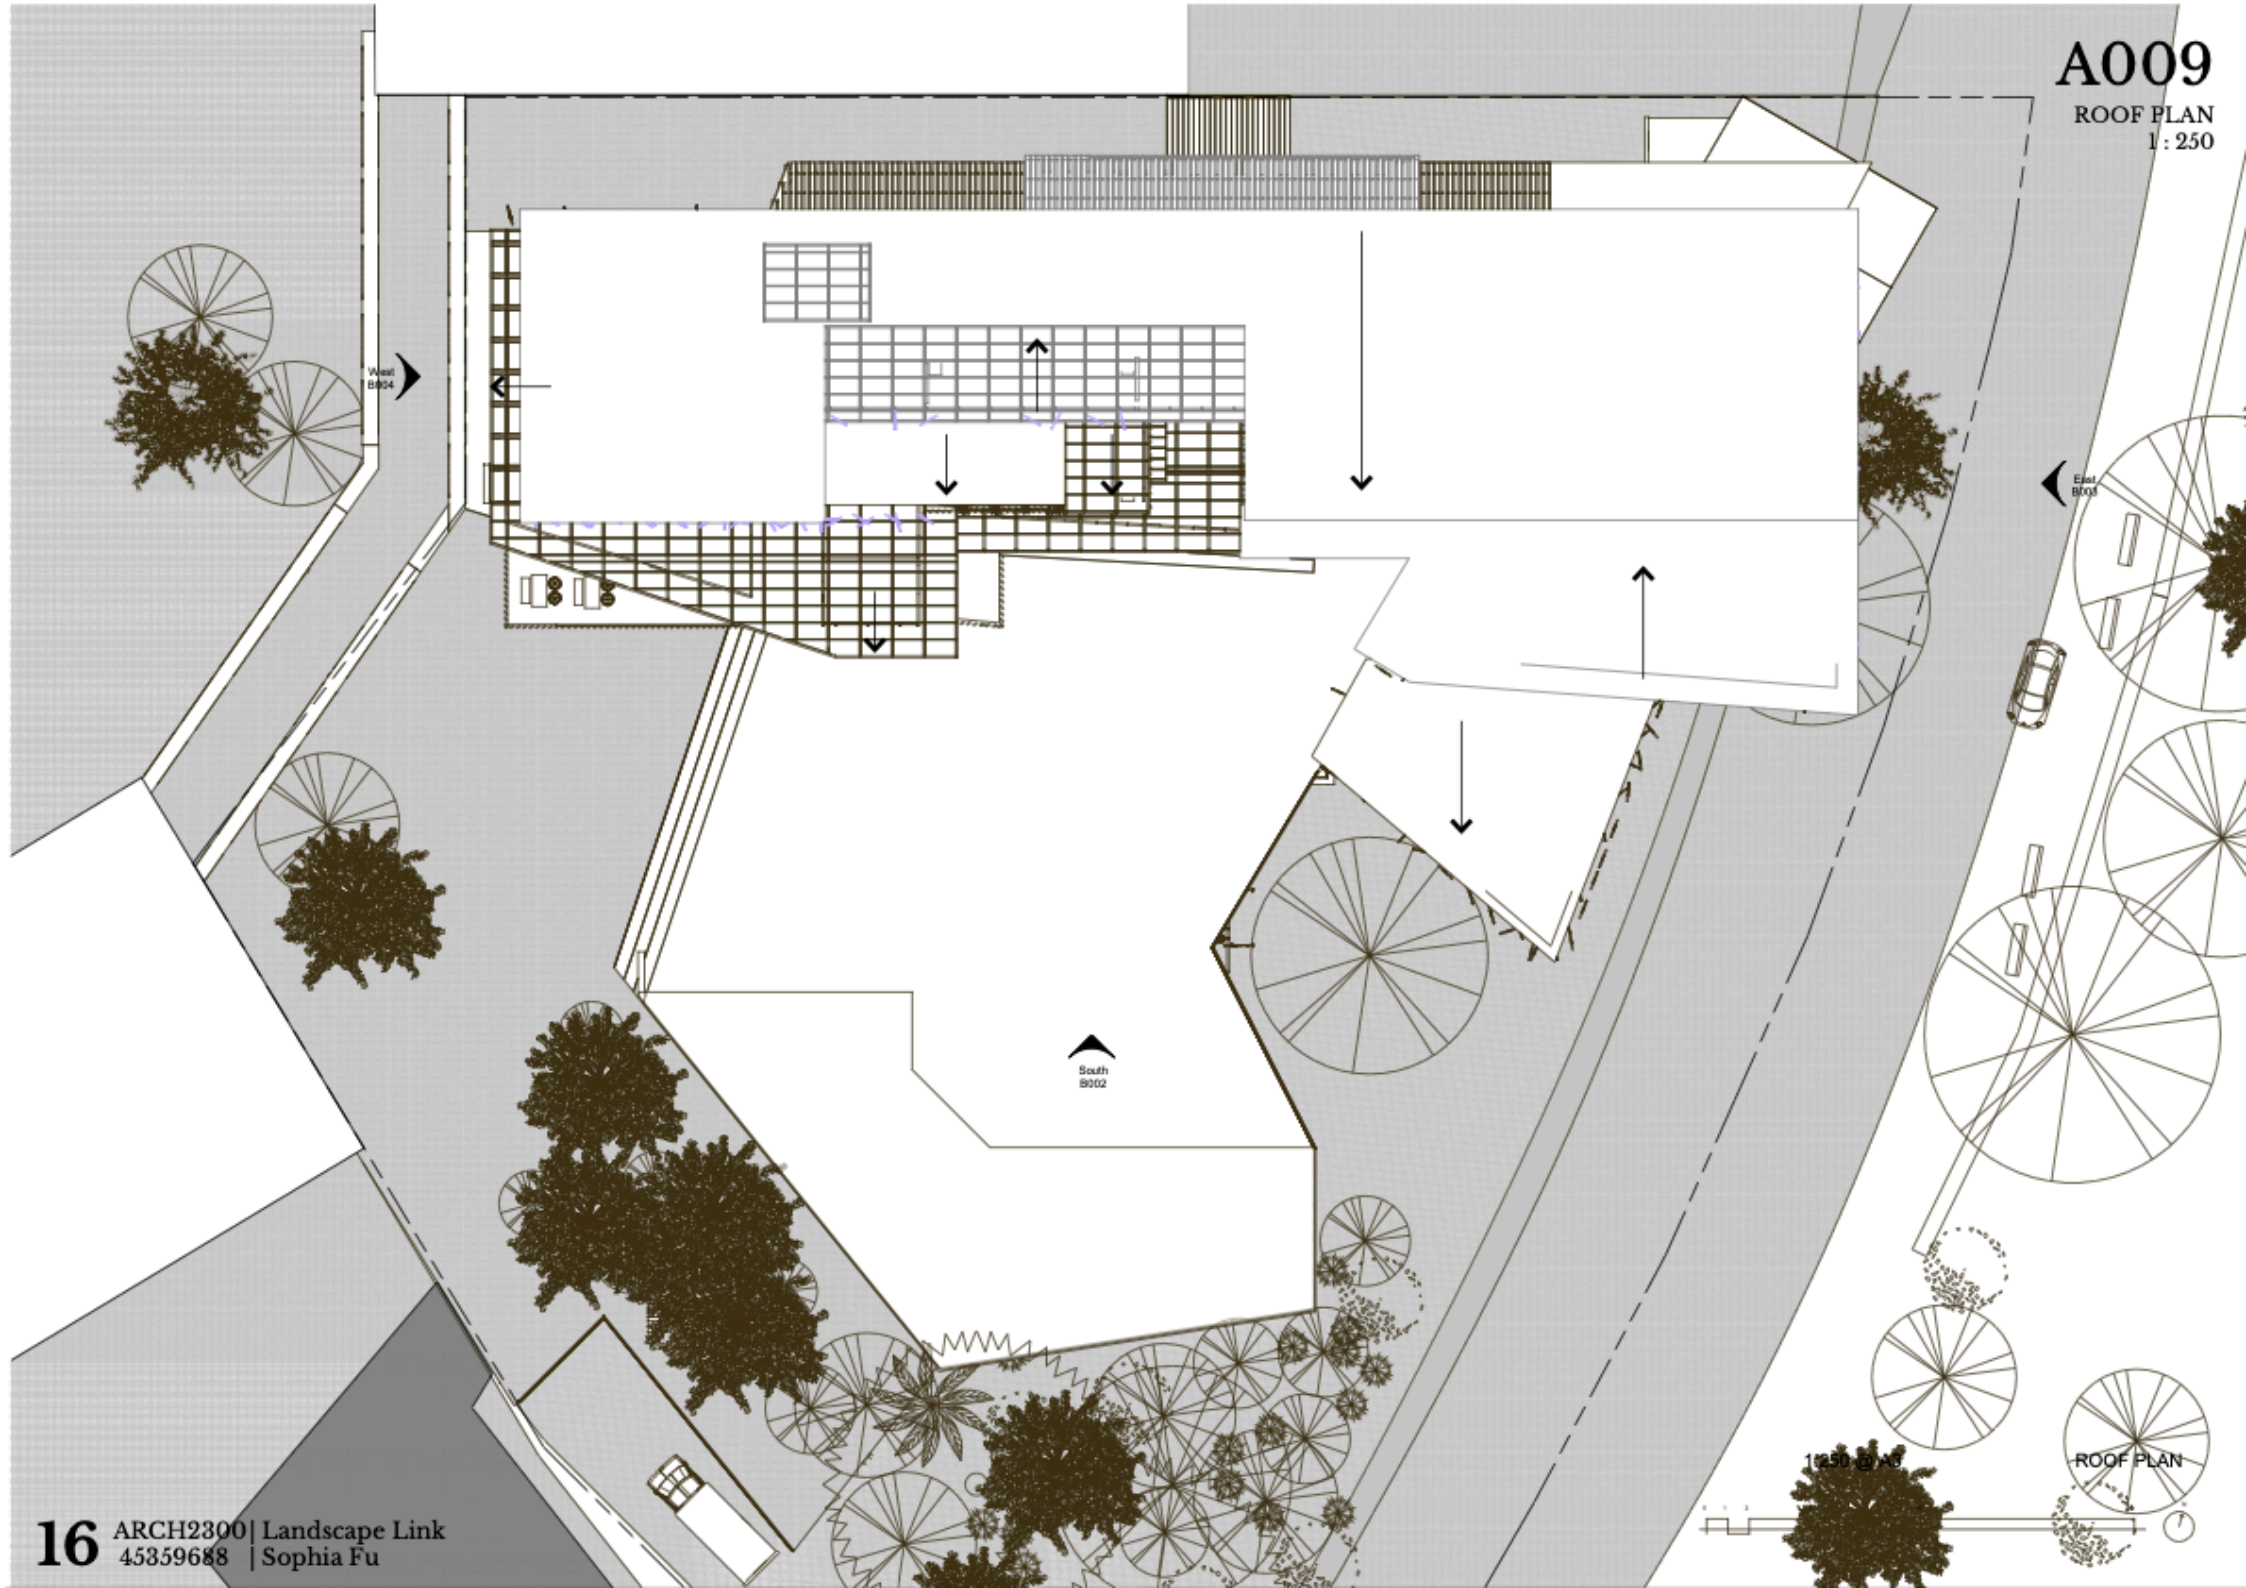 A009
ROOF PLAN
1 : 250
West
B004
East
B003
South
B002
1:250 @ A3
ROOF PLAN
16
ARCH2300 | Landscape Link
45359688 | Sophia Fu